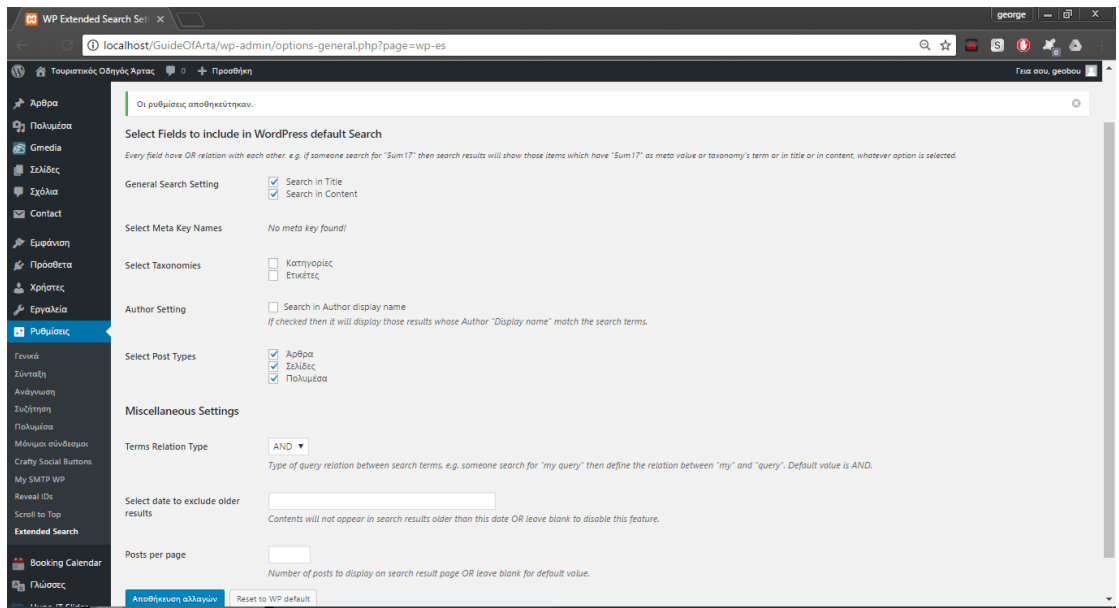 WP Extended Search Set
george
localhost/GuideOfArta/wp-admin/options-general.php?page=wp-es
Τουριστικός Οδηγός Άρτας 0 + Προσθήκη
Γεια σου, geobou
Άρθρα
Πολυμέσα
Gmedia
Σελίδες
Σχόλια
Contact
Εμφάνιση
Πρόσθετα
Χρήστες
Εργαλεία
Ρυθμίσεις
Γενικά
Σύνταξη
Ανάγνωση
Συζήτηση
Πολυμέσα
Μόνιμοι σύνδεσμοι
Crafty Social Buttons
My SMTP WP
Reveal IDs
Scroll to Top
Extended Search
Booking Calendar
Γλώσσες
Οι ρυθμίσεις αποθηκεύτηκαν.
Select Fields to include in WordPress default Search
Every field have OR relation with each other. e.g. if someone search for "Sum17" then search results will show those items which have "Sum17" as meta value or taxonomy's term or in title or in content, whatever option is selected.
General Search Setting
Search in Title
Search in Content
Select Meta Key Names
No meta key found!
Select Taxonomies
Κατηγορίες
Ετικέτες
Author Setting
Search in Author display name
If checked then it will display those results whose Author "Display name" match the search terms.
Select Post Types
Άρθρα
Σελίδες
Πολυμέσα
Miscellaneous Settings
Terms Relation Type
AND
Type of query relation between search terms. e.g. someone search for "my query" then define the relation between "my" and "query". Default value is AND.
Select date to exclude older
results
Contents will not appear in search results older than this date OR leave blank to disable this feature.
Posts per page
Number of posts to display on search result page OR leave blank for default value.
Αποθήκευση αλλαγών
Reset to WP default